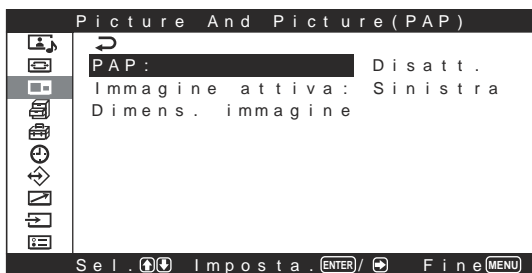 Picture And Picture(PAP)
PAP: Disatt.
Immagine attiva: Sinistra
Dimens. immagine
Sel. Imposta. ENTER / Fine MENU